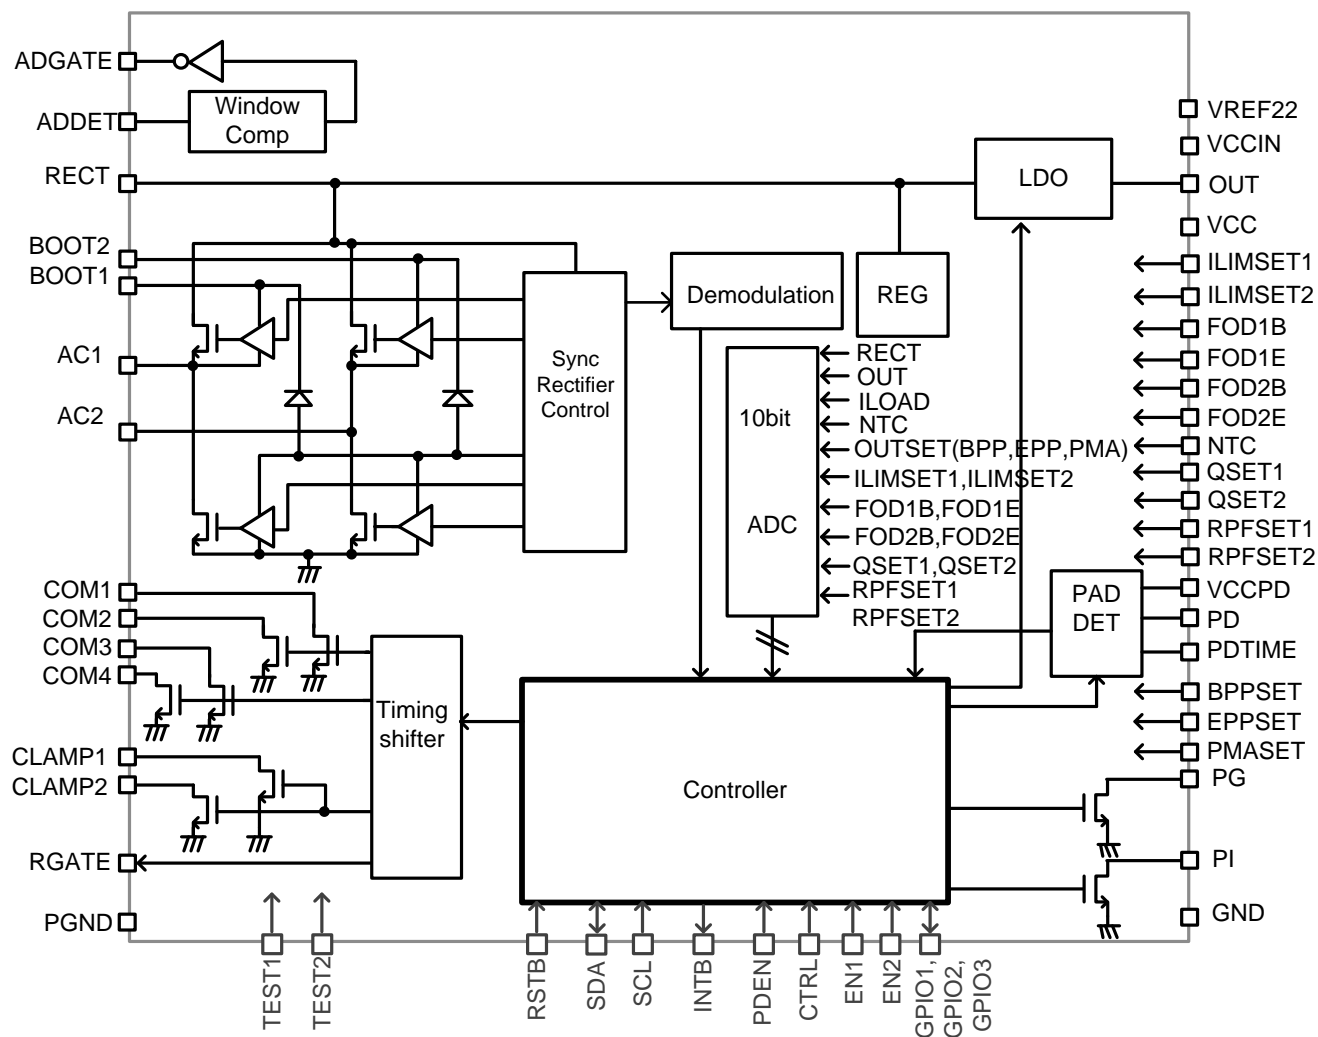 ADGATE
ADDET
RECT
BOOT2
BOOT1
AC1
AC2
COM1
COM2
COM3
COM4
CLAMP1
CLAMP2
RGATE
PGND
Window
Comp
Sync
Rectifier
Control
Demodulation
REG
LDO
10bit
ADC
RECT
OUT
ILOAD
NTC
OUTSET(BPP,EPP,PMA)
ILIMSET1,ILIMSET2
FOD1B,FOD1E
FOD2B,FOD2E
QSET1,QSET2
RPFSET1
RPFSET2
PAD
DET
Timing
shifter
Controller
VREF22
VCCIN
OUT
VCC
ILIMSET1
ILIMSET2
FOD1B
FOD1E
FOD2B
FOD2E
NTC
QSET1
QSET2
RPFSET1
RPFSET2
VCCPD
PD
PDTIME
BPPSET
EPPSET
PMASET
PG
PI
GND
TEST1
TEST2
RSTB
SDA
SCL
INTB
PDEN
CTRL
EN1
EN2
GPIO1,
GPIO2,
GPIO3